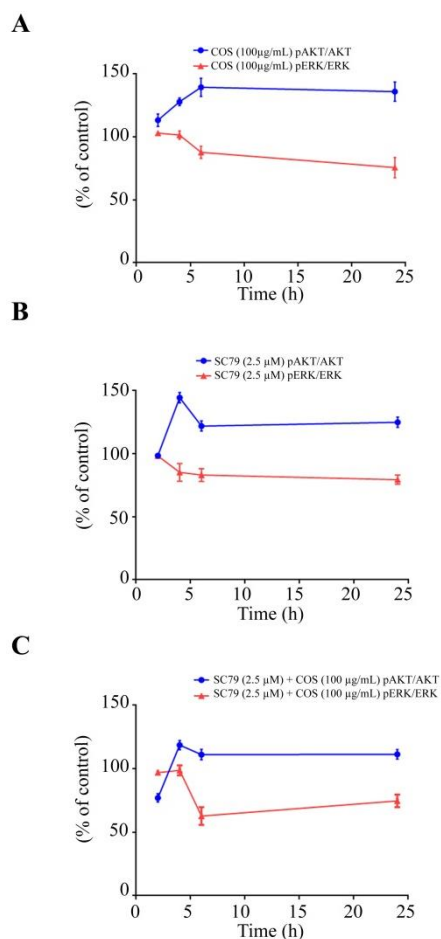 A
COS (100μg/mL) pAKT/AKT
COS (100μg/mL) pERK/ERK
150
100
50
0
(% of control)
0 5 10 15 20 25
Time (h)
B
SC79 (2.5 μM) pAKT/AKT
SC79 (2.5 μM) pERK/ERK
150
100
50
0
(% of control)
0 5 10 15 20 25
Time (h)
C
SC79 (2.5 μM) + COS (100 μg/mL) pAKT/AKT
SC79 (2.5 μM) + COS (100 μg/mL) pERK/ERK
150
100
50
0
(% of control)
0 5 10 15 20 25
Time (h)